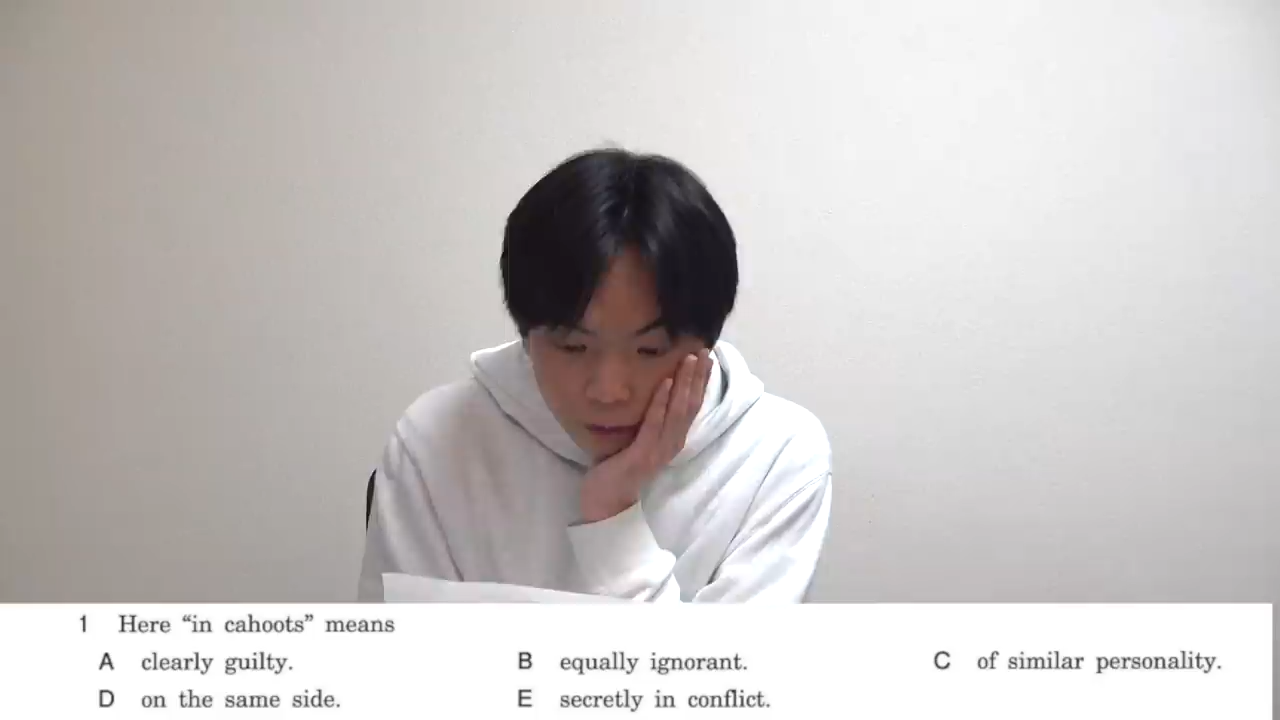 1 Here “in cahoots” means
A clearly guilty. B equally ignorant. C of similar personality.
D on the same side. E secretly in conflict.